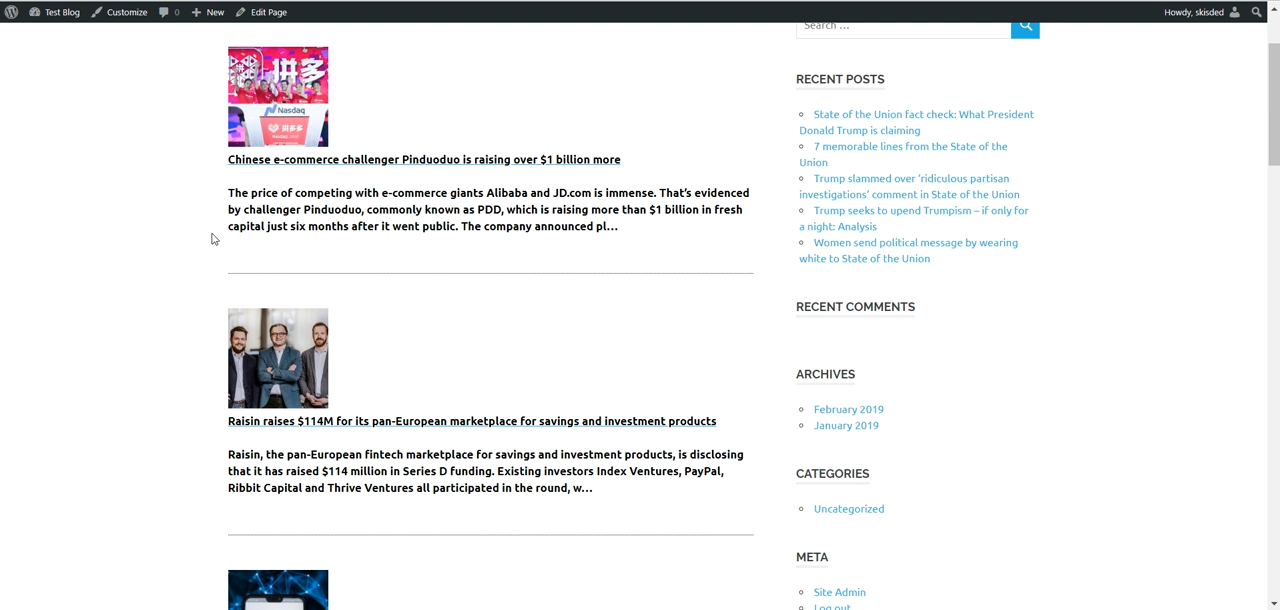 Test Blog
Customize
0
New
Edit Page
Howdy, skisded
拼多
Nasdaq
拼多多
Chinese e-commerce challenger Pinduoduo is raising over $1 billion more
The price of competing with e-commerce giants Alibaba and JD.com is immense. That's evidenced
by challenger Pinduoduo, commonly known as PDD, which is raising more than $1 billion in fresh
capital just six months after it went public. The company announced pl…
Raisin raises $114M for its pan-European marketplace for savings and investment products
Raisin, the pan-European fintech marketplace for savings and investment products, is disclosing
that it has raised $114 million in Series D funding. Existing investors Index Ventures, PayPal,
Ribbit Capital and Thrive Ventures all participated in the round, w…
Search …
RECENT POSTS
State of the Union fact check: What President
Donald Trump is claiming
7 memorable lines from the State of the
Union
Trump slammed over ‘ridiculous partisan
investigations’ comment in State of the Union
Trump seeks to upend Trumpism – if only for
a night: Analysis
Women send political message by wearing
white to State of the Union
RECENT COMMENTS
ARCHIVES
February 2019
January 2019
CATEGORIES
Uncategorized
META
Site Admin
Log out